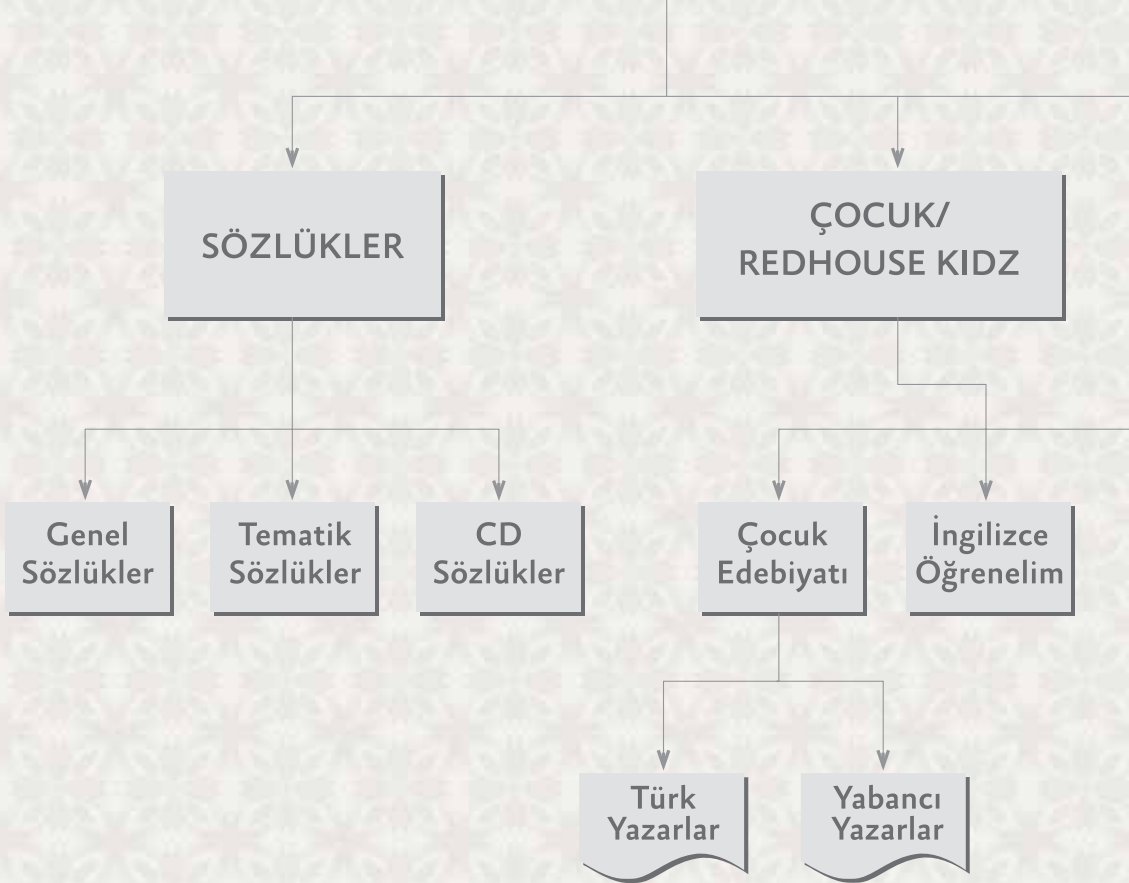 SÖZLÜKLER
ÇOCUK/
REDHOUSE KIDZ
Genel
Sözlükler
Tematik
Sözlükler
CD
Sözlükler
Çocuk
Edebiyatı
İngilizce
Öğrenelim
Türk
Yazarlar
Yabancı
Yazarlar